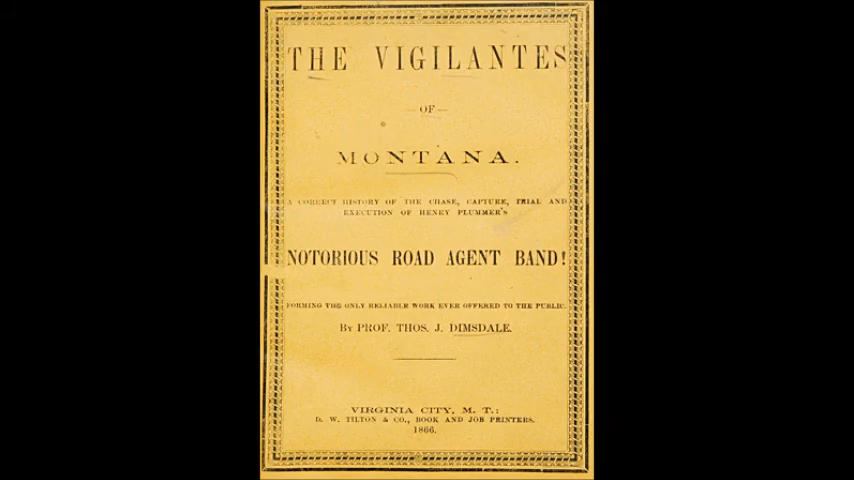 THE VIGILANTES
OF
MONTANA.
A CORRECT HISTORY OF THE CHASE, CAPTURE, TRIAL AND
EXECUTION OF HENRY PLUMMER'S
NOTORIOUS ROAD AGENT BAND!
FORMING THE ONLY RELIABLE WORK EVER OFFERED TO THE PUBLIC.
BY PROF. THOS. J. DIMSDALE.
VIRGINIA CITY, M. T.:
D. W. TILTON & CO., BOOK AND JOB PRINTERS.
1866.